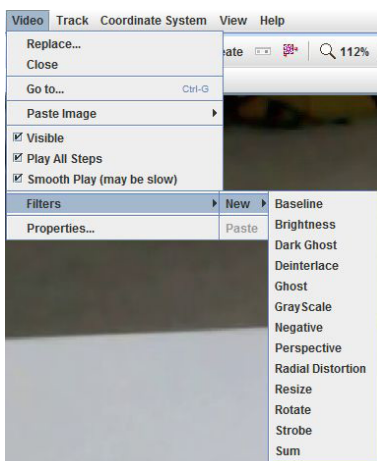 Video Track Coordinate System View Help
Replace...
eate 112%
Close
Go to... Ctrl-G
Paste Image
Visible
Play All Steps
Smooth Play (may be slow)
Filters New Baseline
Properties... Paste Brightness
Dark Ghost
Deinterlace
Ghost
GrayScale
Negative
Perspective
Radial Distortion
Resize
Rotate
Strobe
Sum